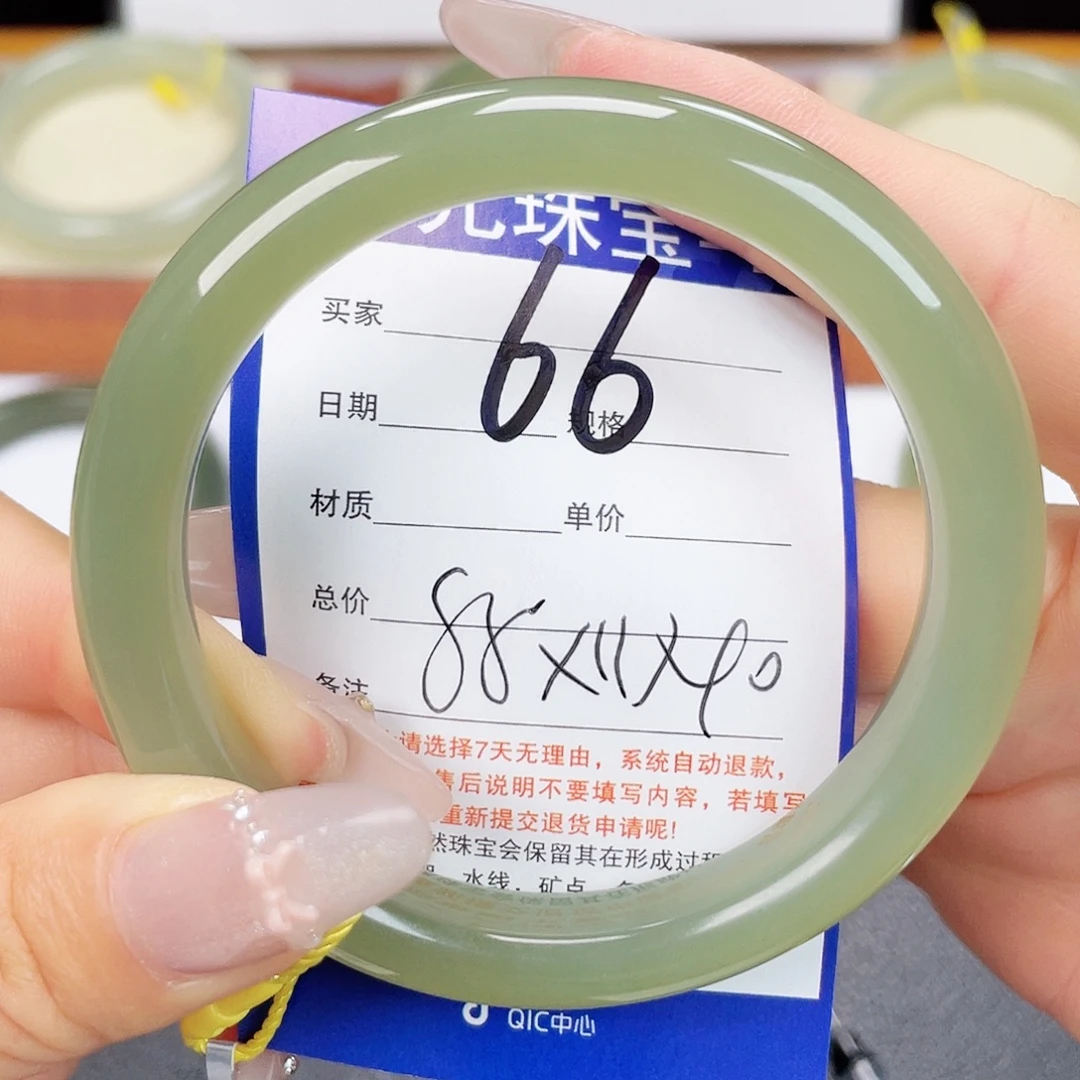 元珠宝
66
买家
日期 规格
材质 单价
总价
88X11X90
备注
请选择7天无理由，系统自动退款，
售后说明不要填写内容，若填写
重新提交退货申请呢!
然珠宝会保留其在形成过程
水线，矿点
QIC中心